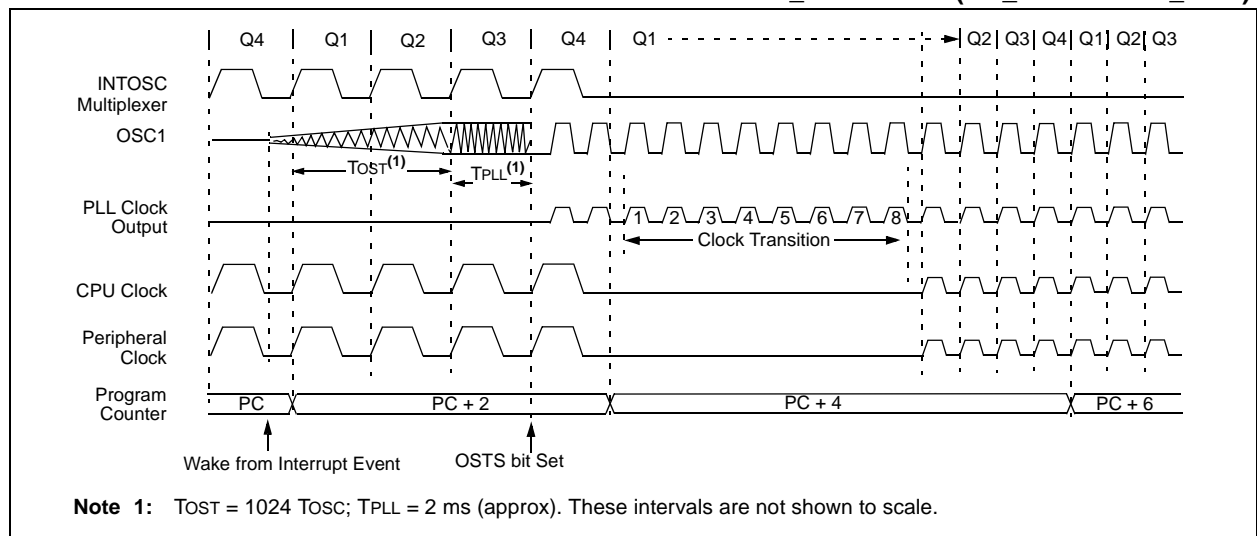 Q4 Q1 Q2 Q3 Q4 Q1 Q2 Q3 Q4 Q1 Q2 Q3
INTOSC
Multiplexer
OSC1
TOST(1)
TPLL(1)
PLL Clock
Output
1 2 3 4 5 6 7 8
Clock Transition
CPU Clock
Peripheral
Clock
Program
Counter
PC PC + 2 PC + 4 PC + 6
Wake from Interrupt Event OSTS bit Set
Note 1: TOST = 1024 TOSC; TPLL = 2 ms (approx). These intervals are not shown to scale.